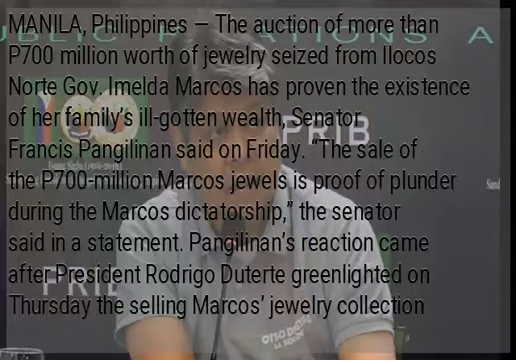 MANILA, Philippines — The auction of more than
P700 million worth of jewelry seized from Ilocos
Norte Gov. Imelda Marcos has proven the existence
of her family's ill-gotten wealth, Senator
Francis Pangilinan said on Friday. “The sale of
the P700-million Marcos jewels is proof of plunder
during the Marcos dictatorship,” the senator
said in a statement. Pangilinan's reaction came
after President Rodrigo Duterte greenlighted on
Thursday the selling Marcos' jewelry collection
PRIB
PRIB